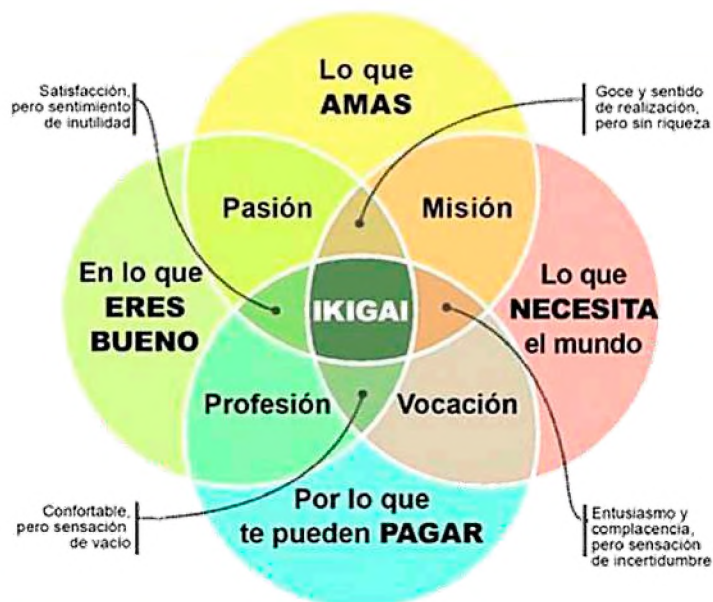 Lo que
AMAS
Satisfacción,
pero sentimiento
de inutilidad
Goce y sentido
de realización,
pero sin riqueza
Pasión
Misión
En lo que
ERES
BUENO
IKIGAI
Lo que
NECESITA
el mundo
Profesión
Vocación
Por lo que
te pueden PAGAR
Confortable,
pero sensación
de vacío
Entusiasmo y
complacencia,
pero sensación
de incertidumbre